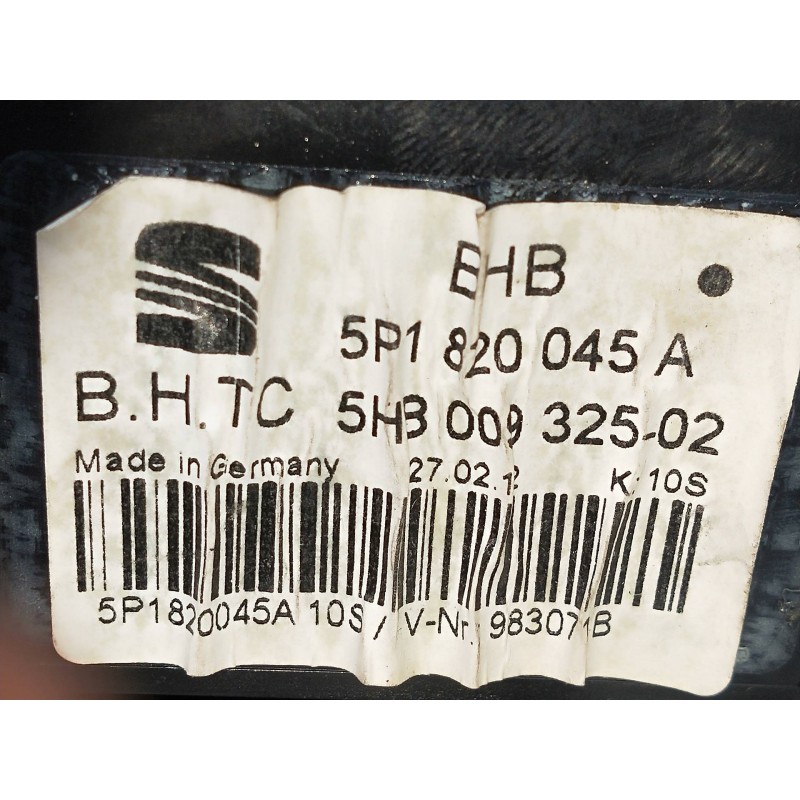 BHB
5P1 820 045 A
B.H.TC 5HB 009 325-02
Made in Germany 27.02.12 K: 10S
5P1820045A 10S / V-Nr. 983071B